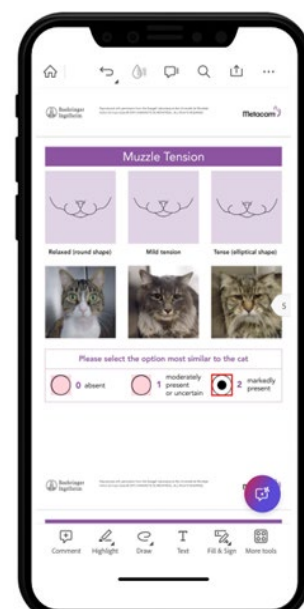 Boehringer
Ingelheim
Metacam
Muzzle Tension
Relaxed (round shape)
Mild tension
Tense (elliptical shape)
5
Please select the option most similar to the cat
0 absent
1 moderately
present
or uncertain
2 markedly
present
Boehringer
Ingelheim
Comment
Highlight
Draw
Text
Fill & Sign
More tools